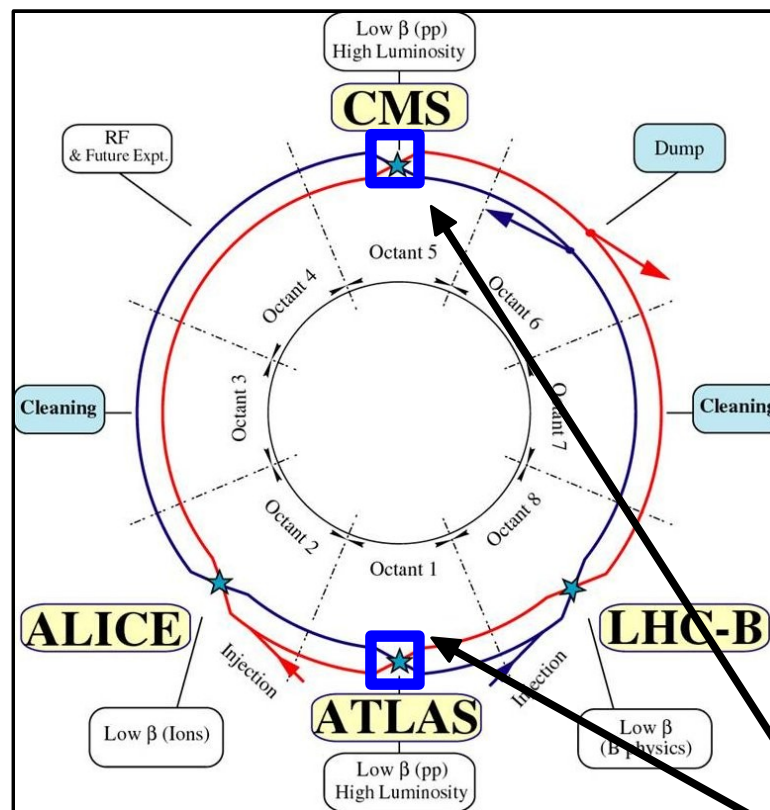 Low β (pp)
High Luminosity
CMS
RF
& Future Expt.
Dump
Octant 5
Octant 4
Octant 6
Cleaning
Octant 3
Octant 7
Cleaning
Octant 2
Octant 8
Octant 1
ALICE
LHC-B
Injection
Injection
ATLAS
Low β (Ions)
Low β
(B physics)
Low β (pp)
High Luminosity